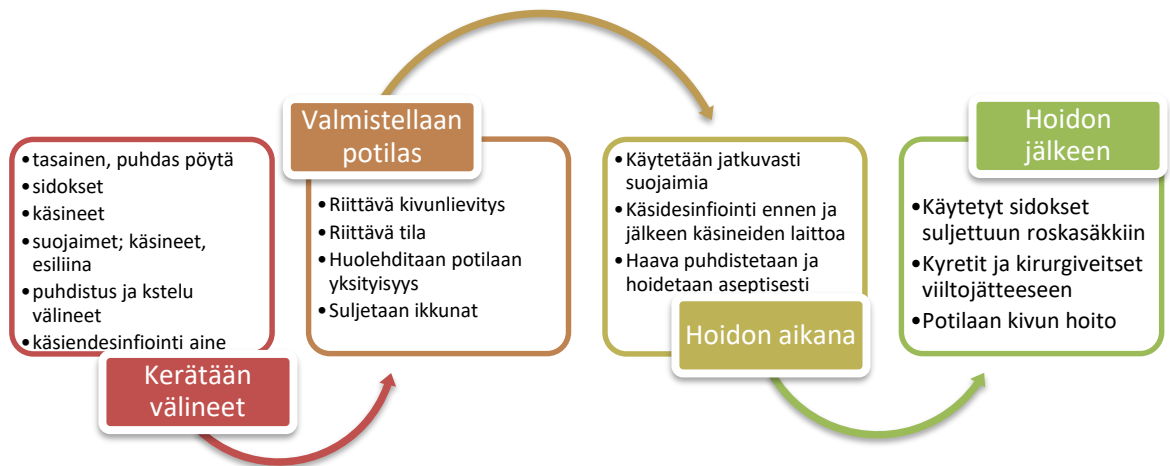 • tasainen, puhdas pöytä
• sidokset
• käsineet
• suojaimet; käsineet,
esiliina
• puhdistus ja kstelu
välineet
• käsiendesinfiointi aine
Kerätään
välineet
Valmistellaan
potilas
• Riittävä kivunlievitys
• Riittävä tila
• Huolehditaan potilaan
yksityisyys
• Suljetaan ikkunat
• Käytetään jatkuvasti
suojaimia
• Käsidesinfiointi ennen ja
jälkeen käsineiden laittoa
• Haava puhdistetaan ja
hoidetaan aseptisesti
Hoidon aikana
Hoidon
jälkeen
• Käytetyt sidokset
suljettuun roskasäkkiin
• Kyretit ja kirurgiveitset
viiltojätteeseen
• Potilaan kivun hoito